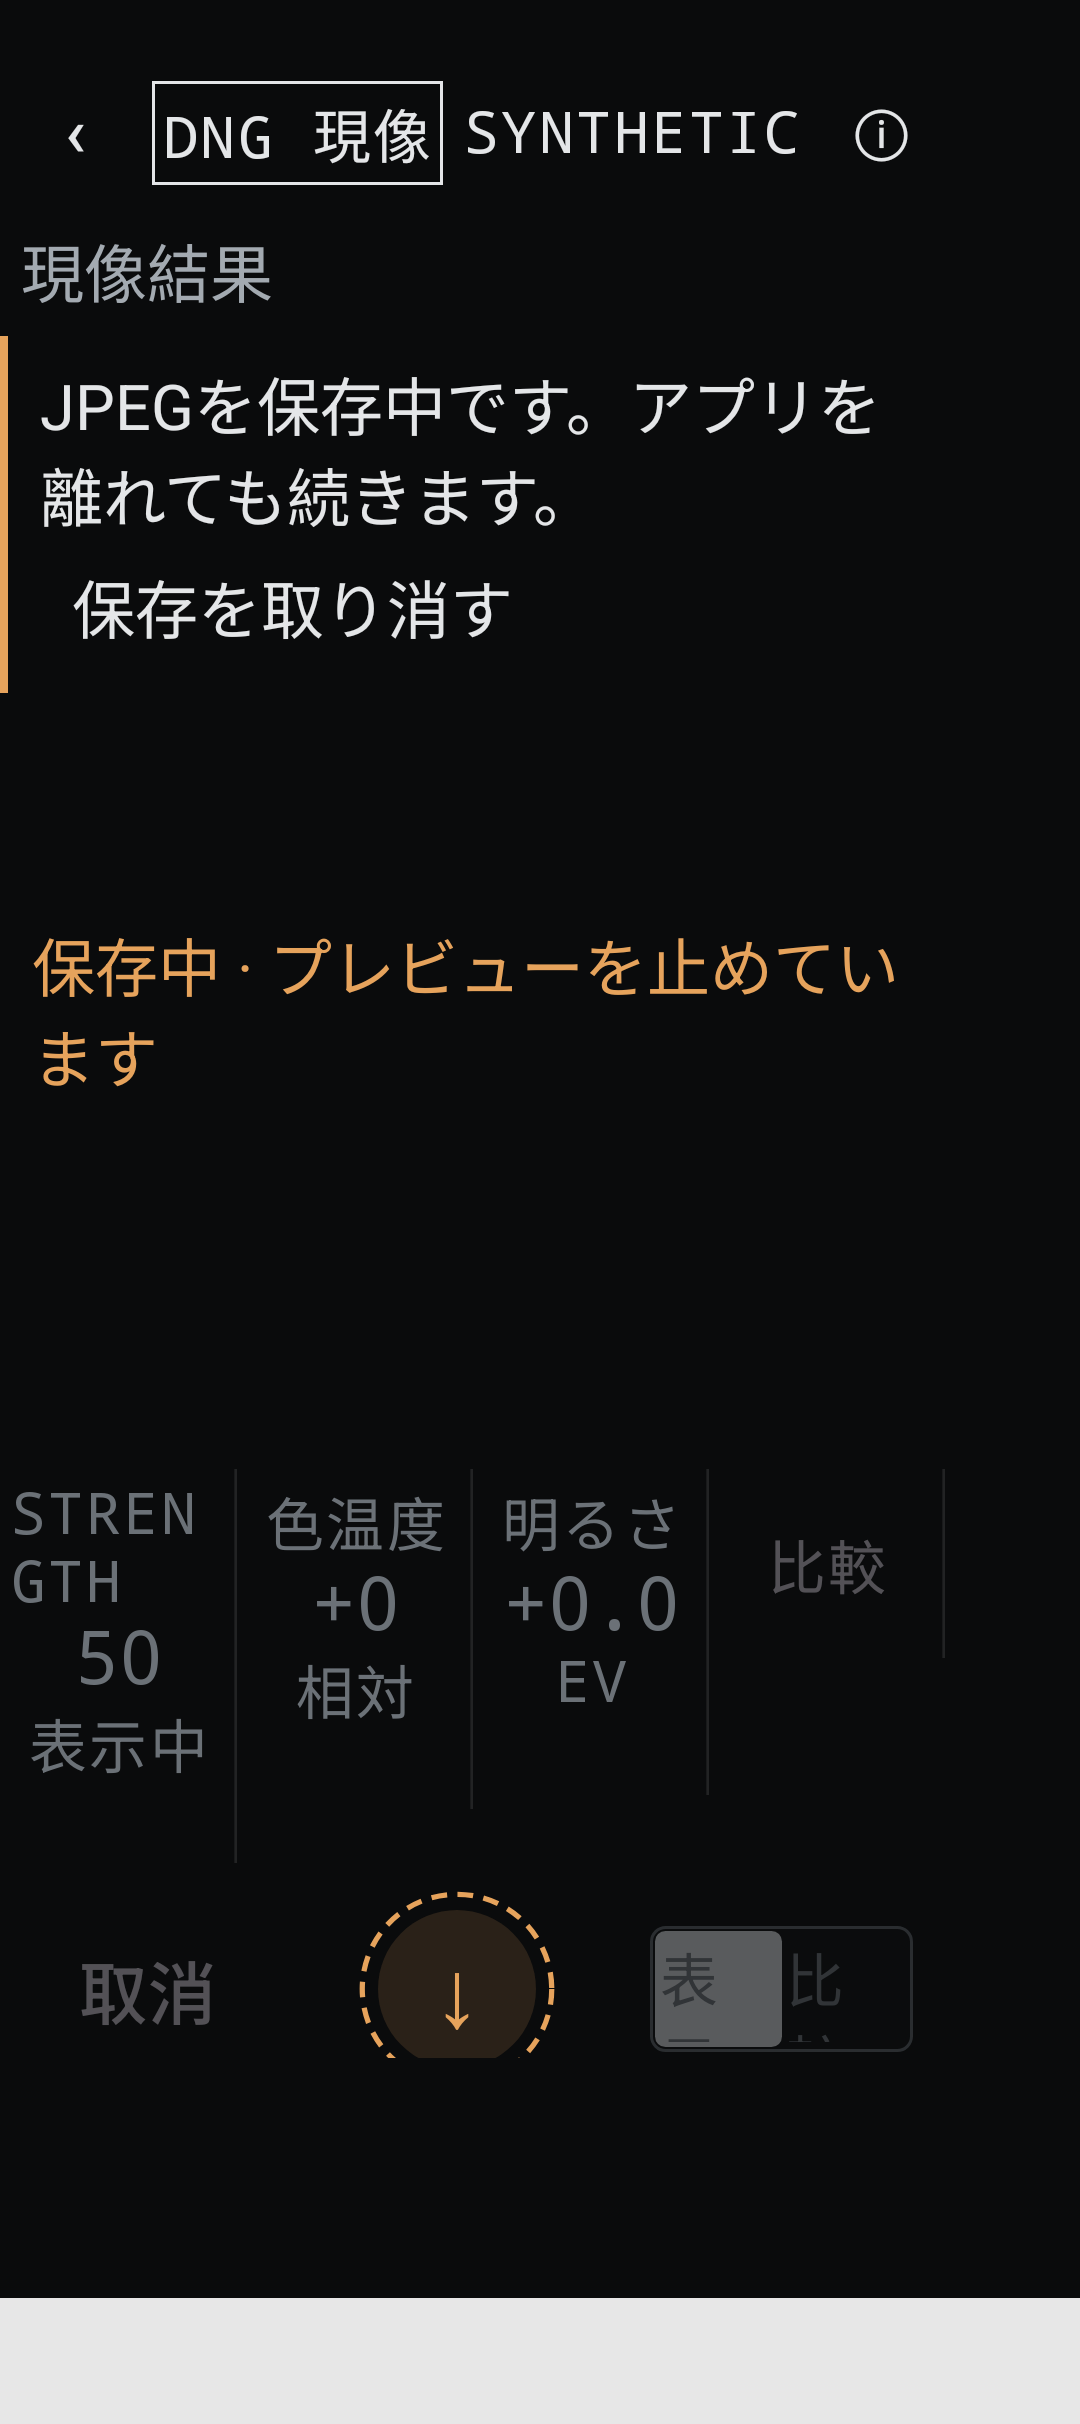 ‹ DNG 現像 SYNTHETIC ⓘ
現像結果
JPEGを保存中です。アプリを
離れても続きます。
保存を取り消す
保存中 · プレビューを止めてい
ます
STREN
GTH
50
表示中
色温度
+0
相対
明るさ
+0.0
EV
比較
取消
↓
表
比